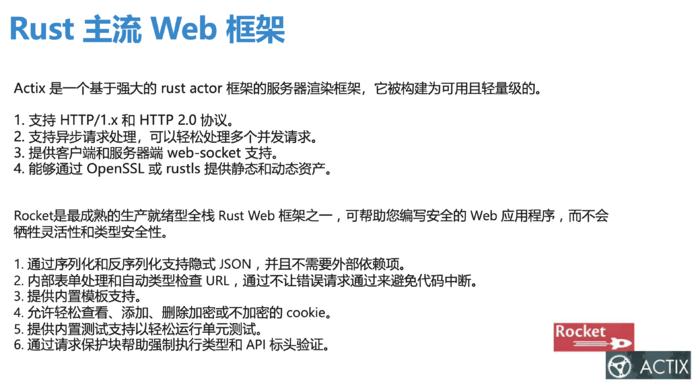 Rust 主流 Web 框架
Actix 是一个基于强大的 rust actor 框架的服务器渲染框架，它被构建为可用且轻量级的。
1. 支持 HTTP/1.x 和 HTTP 2.0 协议。
2. 支持异步请求处理，可以轻松处理多个并发请求。
3. 提供客户端和服务器端 web-socket 支持。
4. 能够通过 OpenSSL 或 rustls 提供静态和动态资产。
Rocket是最成熟的生产就绪型全栈 Rust Web 框架之一，可帮助您编写安全的 Web 应用程序，而不会
牺牲灵活性和类型安全性。
1. 通过序列化和反序列化支持隐式 JSON，并且不需要外部依赖项。
2. 内部表单处理和自动类型检查 URL，通过不让错误请求通过来避免代码中断。
3. 提供内置模板支持。
4. 允许轻松查看、添加、删除加密或不加密的 cookie。
5. 提供内置测试支持以轻松运行单元测试。
6. 通过请求保护块帮助强制执行类型和 API 标头验证。
Rocket
ACTIX